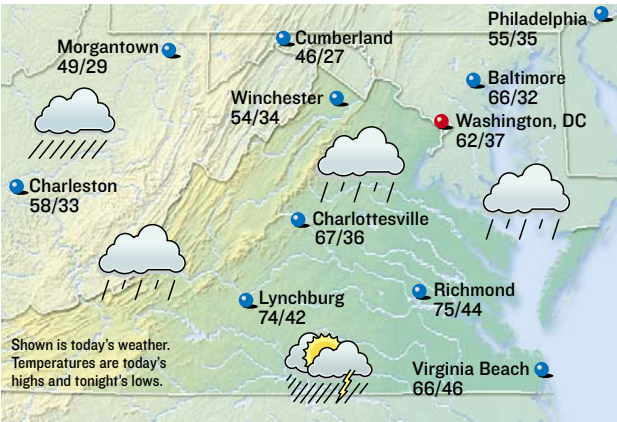 Philadelphia
55/35
Cumberland
46/27
Morgantown
49/29
Baltimore
66/32
Winchester
54/34
Washington, DC
62/37
Charleston
58/33
Charlottesville
67/36
Richmond
75/44
Lynchburg
74/42
Shown is today's weather.
Temperatures are today's
highs and tonight's lows.
Virginia Beach
66/46